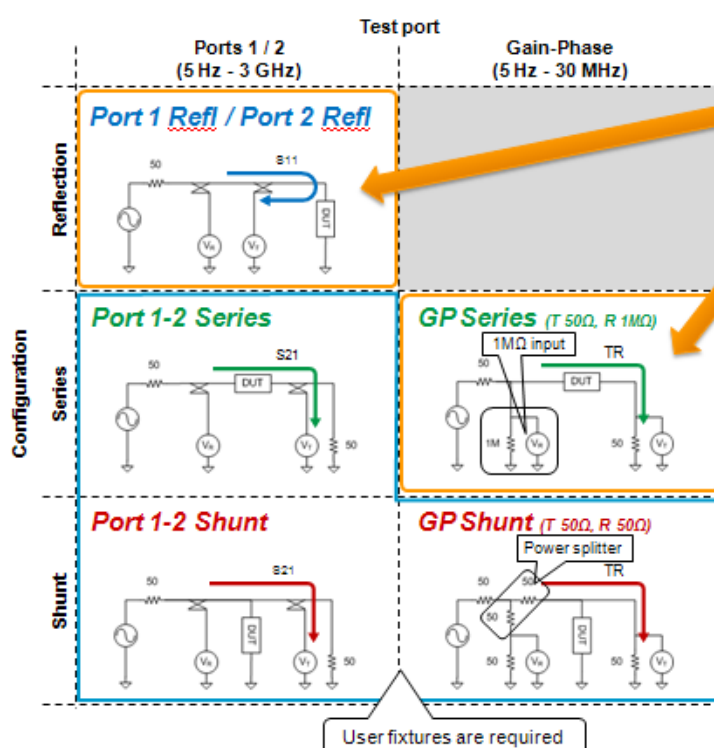 Test port
Ports 1 / 2
(5 Hz - 3 GHz)
Gain-Phase
(5 Hz - 30 MHz)
Configuration
Reflection
Port 1 Refl / Port 2 Refl
50
S11
DUT
VR
VT
Series
Port 1-2 Series
50
S21
DUT
VR
VT
50
GP Series (T 50Ω, R 1MΩ)
1MΩ input
50
TR
DUT
1M
VR
50
VT
Shunt
Port 1-2 Shunt
50
S21
DUT
VR
VT
50
GP Shunt (T 50Ω, R 50Ω)
Power splitter
50
50
TR
50
DUT
50
VR
50
VT
User fixtures are required